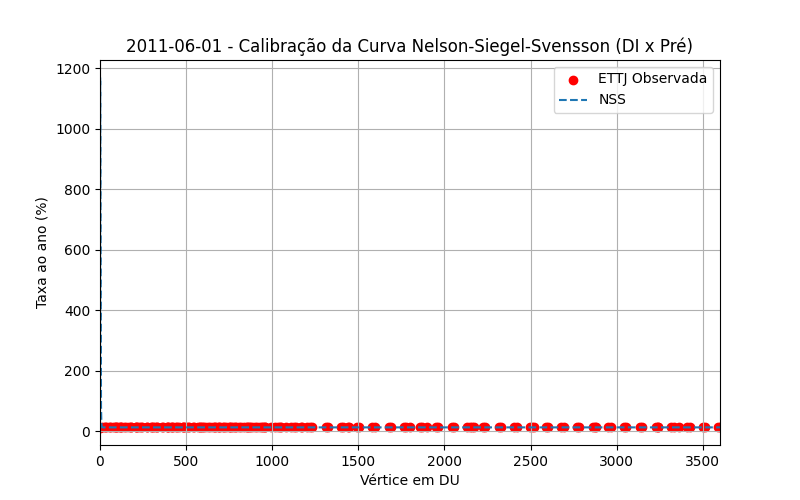 2011-06-01 - Calibração da Curva Nelson-Siegel-Svensson (DI x Pré)
ETTJ Observada
NSS
Taxa ao ano (%)
1200
1000
800
600
400
200
0
0 500 1000 1500 2000 2500 3000 3500
Vértice em DU